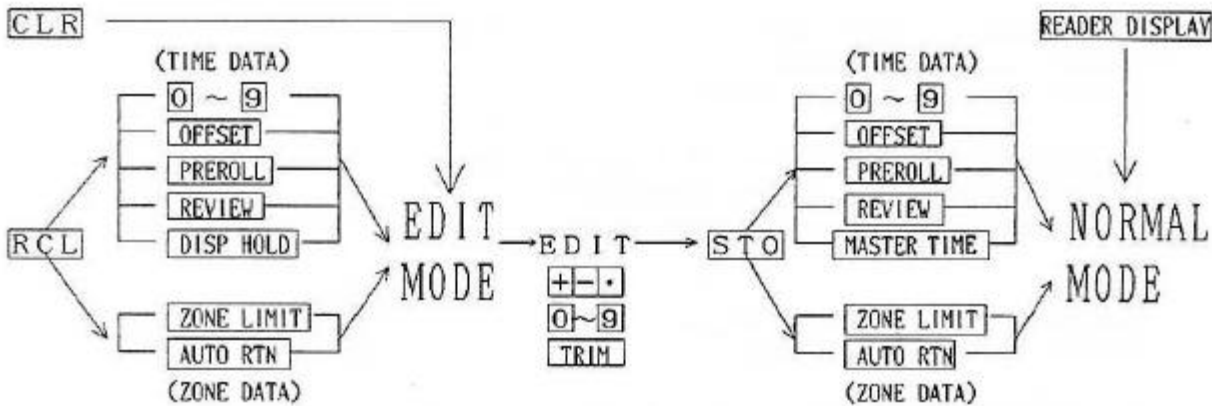 CLR
READER DISPLAY
(TIME DATA)
0 ~ 9
OFFSET
PREROLL
REVIEW
DISP HOLD
RCL
ZONE LIMIT
AUTO RTN
(ZONE DATA)
EDIT
MODE
EDIT
+ - ·
0~9
TRIM
STO
(TIME DATA)
0 ~ 9
OFFSET
PREROLL
REVIEW
MASTER TIME
ZONE LIMIT
AUTO RTN
(ZONE DATA)
NORMAL
MODE